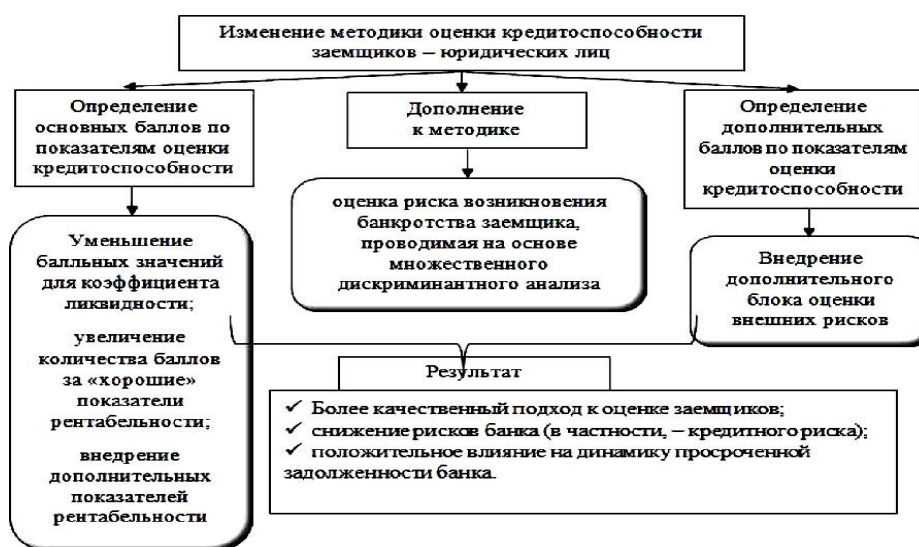 Изменение методики оценки кредитоспособности
заемщиков – юридических лиц
Определение
основных баллов по
показателям оценки
кредитоспособности
Дополнение
к методике
Определение
дополнительных
баллов по показателям
оценки
кредитоспособности
Уменьшение
балльных значений
для коэффициента
ликвидности;
увеличение
количества баллов
за «хорошие»
показатели
рентабельности;
внедрение
дополнительных
показателей
рентабельности
оценка риска возникновения
банкротства заемщика,
проводимая на основе
множественного
дискриминантного анализа
Внедрение
дополнительного
блока оценки
внешних рисков
Результат
✓ Более качественный подход к оценке заемщиков;
✓ снижение рисков банка (в частности, – кредитного риска);
✓ положительное влияние на динамику просроченной
задолженности банка.